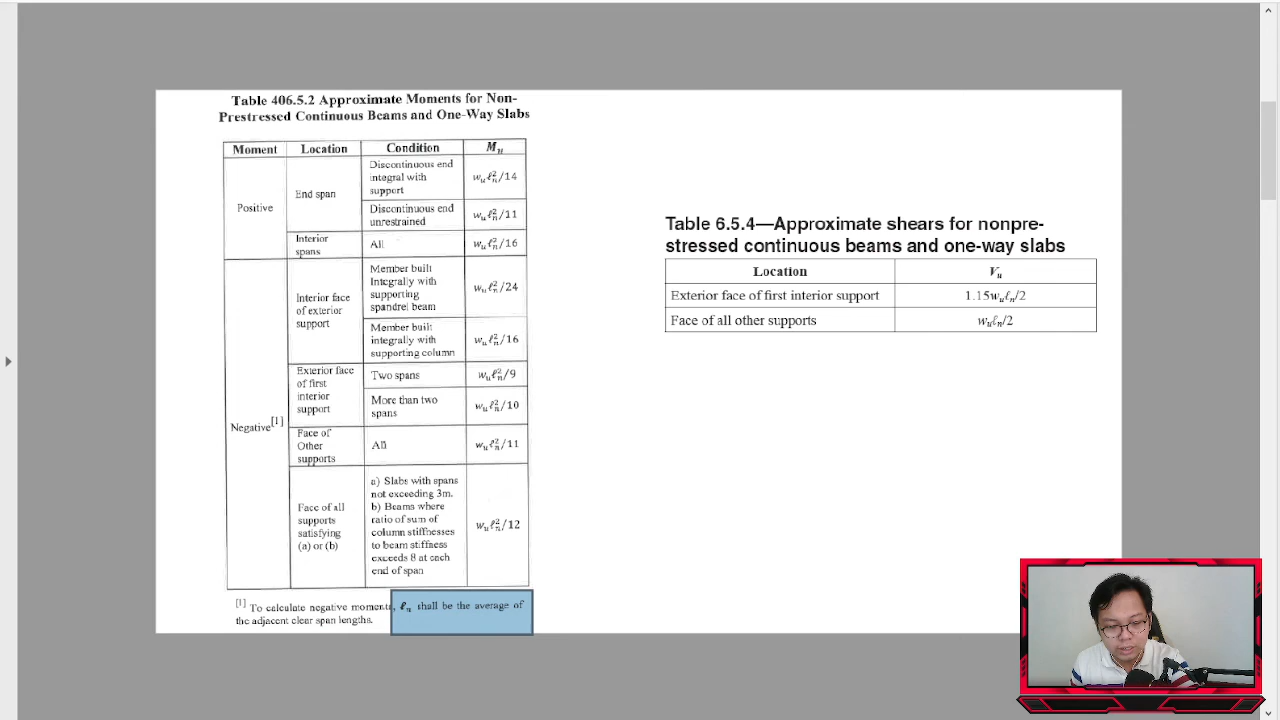 Table 406.5.2 Approximate Moments for Non-
Prestressed Continuous Beams and One-Way Slabs
Moment Location Condition Mu
Positive
End span
Discontinuous end
integral with
support
wuℓn²/14
Discontinuous end
unrestrained
wuℓn²/11
Interior
spans
All
wuℓn²/16
Negative[1]
Interior face
of exterior
support
Member built
Integrally with
supporting
spandrel beam
wuℓn²/24
Member built
integrally with
supporting column
wuℓn²/16
Exterior face
of first
interior
support
Two spans
wuℓn²/9
More than two
spans
wuℓn²/10
Face of
Other
supports
All
wuℓn²/11
Face of all
supports
satisfying
(a) or (b)
a) Slabs with spans
not exceeding 3m.
b) Beams where
ratio of sum of
column stiffnesses
to beam stiffness
exceeds 8 at each
end of span
wuℓn²/12
[1] To calculate negative moments, ℓn shall be the average of
the adjacent clear span lengths.
Table 6.5.4—Approximate shears for nonpre-
stressed continuous beams and one-way slabs
Location Vu
Exterior face of first interior support 1.15wuℓn/2
Face of all other supports wuℓn/2